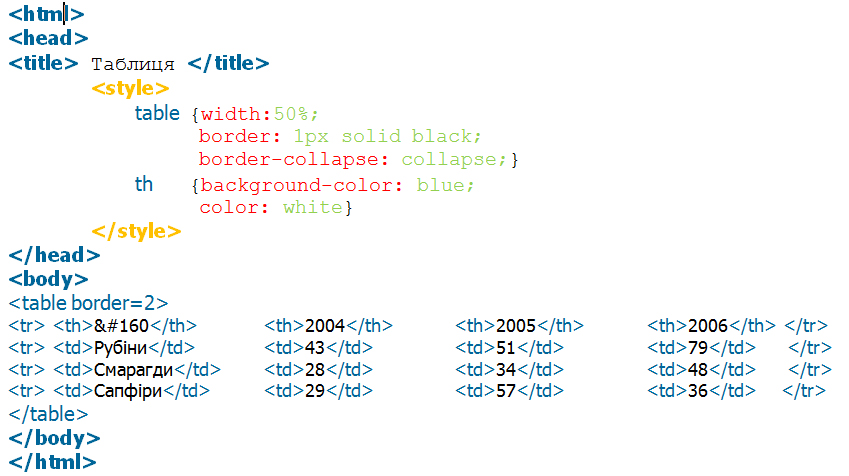 <html>
<head>
<title> Таблиця </title>
<style>
table {width:50%;
border: 1px solid black;
border-collapse: collapse;}
th {background-color: blue;
color: white}
</style>
</head>
<body>
<table border=2>
<tr> <th>&#160</th> <th>2004</th> <th>2005</th> <th>2006</th> </tr>
<tr> <td>Рубіни</td> <td>43</td> <td>51</td> <td>79</td> </tr>
<tr> <td>Смарагди</td> <td>28</td> <td>34</td> <td>48</td> </tr>
<tr> <td>Сапфіри</td> <td>29</td> <td>57</td> <td>36</td> </tr>
</table>
</body>
</html>